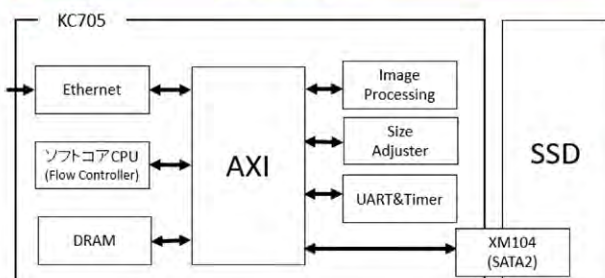 KC705
Ethernet
ソフトコアCPU
(Flow Controller)
DRAM
AXI
Image
Processing
Size
Adjuster
UART&Timer
XM104
(SATA2)
SSD